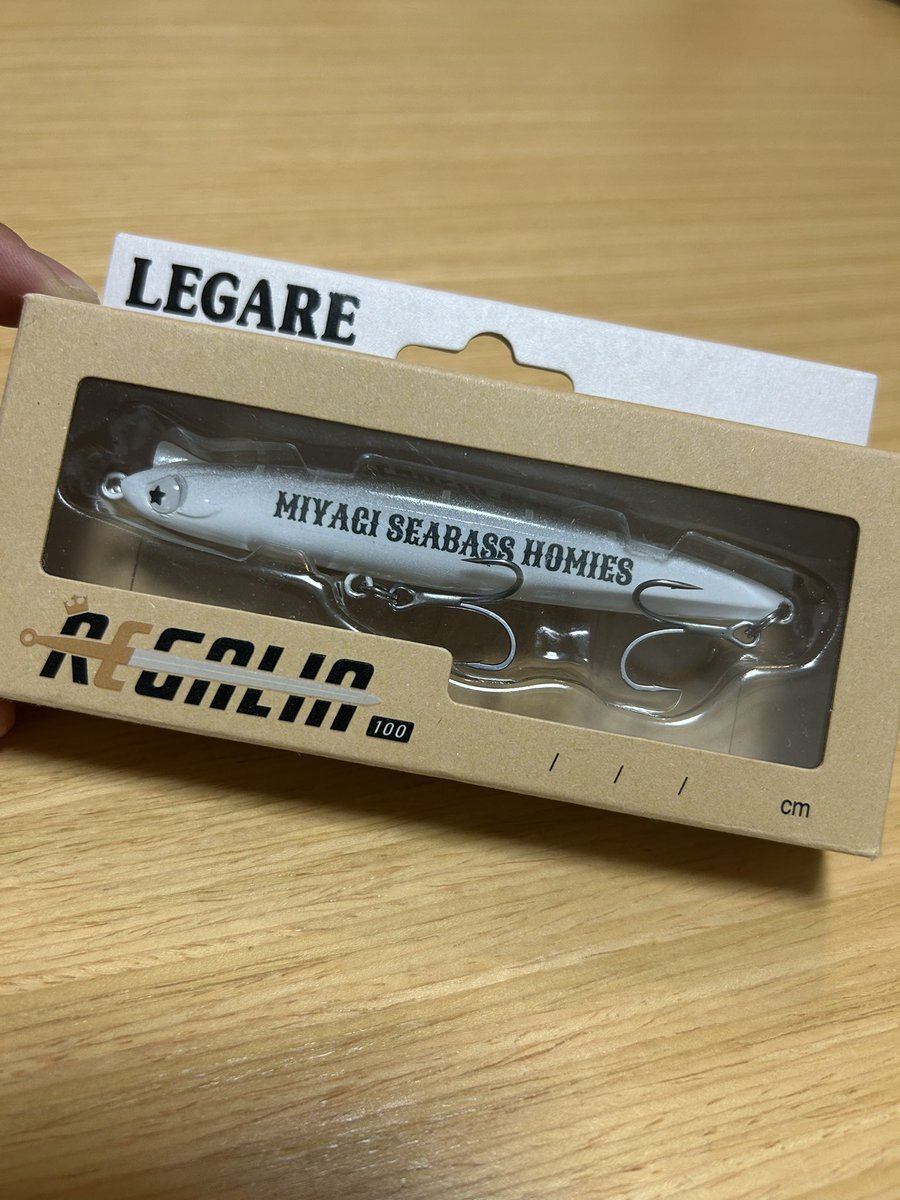 LEGARE
MIYAGI SEABASS HOMIES
REGALIA
100
/ / / cm